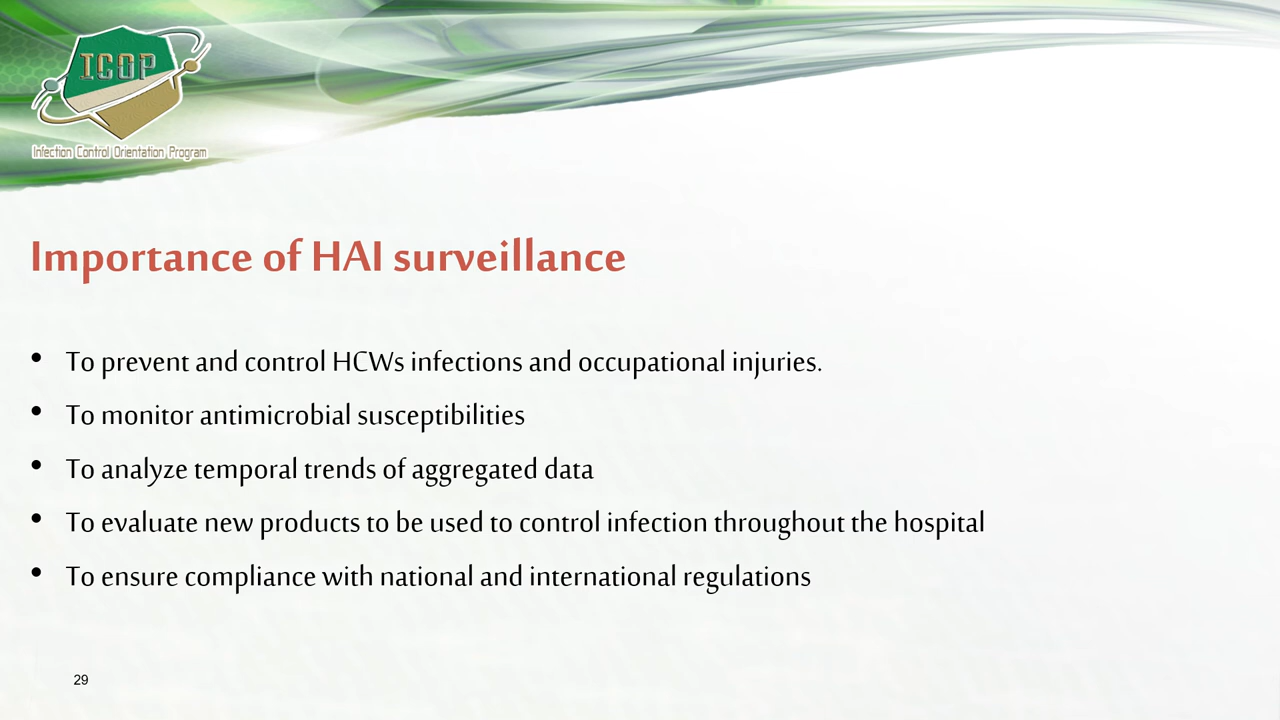 ICOP
Infection Control Orientation Program
Importance of HAI surveillance
• To prevent and control HCWs infections and occupational injuries.
• To monitor antimicrobial susceptibilities
• To analyze temporal trends of aggregated data
• To evaluate new products to be used to control infection throughout the hospital
• To ensure compliance with national and international regulations
29